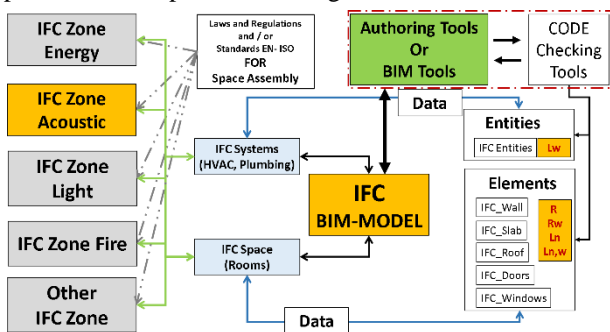 IFC Zone
Energy
IFC Zone
Acoustic
IFC Zone
Light
IFC Zone Fire
Other
IFC Zone
Laws and Regulations
and / or
Standards EN- ISO
FOR
Space Assembly
Authoring Tools
Or
BIM Tools
CODE
Checking
Tools
Data
IFC Systems
(HVAC, Plumbing)
IFC
BIM-MODEL
IFC Space
(Rooms)
Data
Entities
IFC Entities
Lw
Elements
IFC_Wall
IFC_Slab
IFC_Roof
IFC_Doors
IFC_Windows
R
Rw
Ln
Ln,w